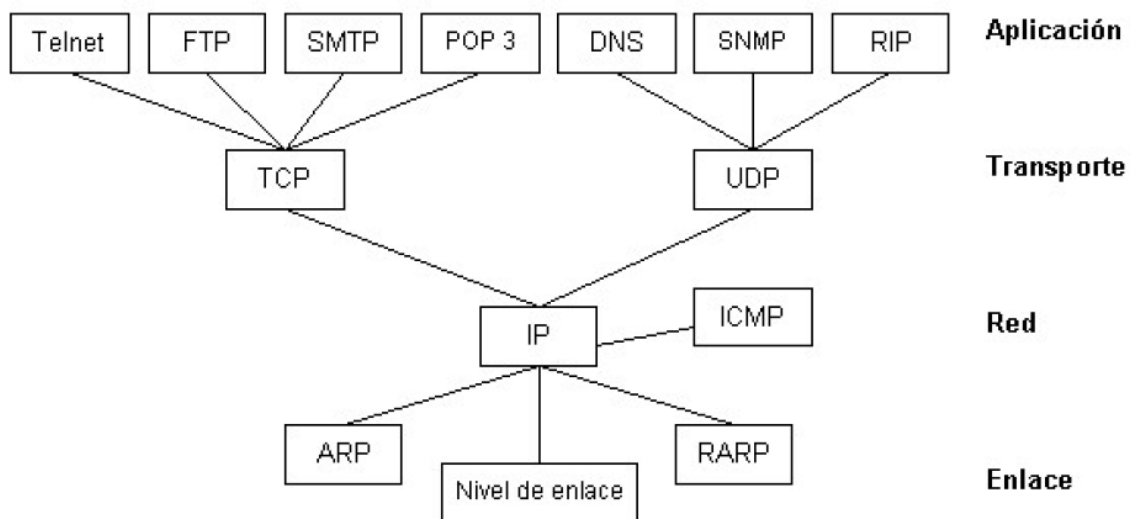 Telnet
FTP
SMTP
POP 3
DNS
SNMP
RIP
Aplicación
TCP
UDP
Transporte
IP
ICMP
Red
ARP
RARP
Nivel de enlace
Enlace